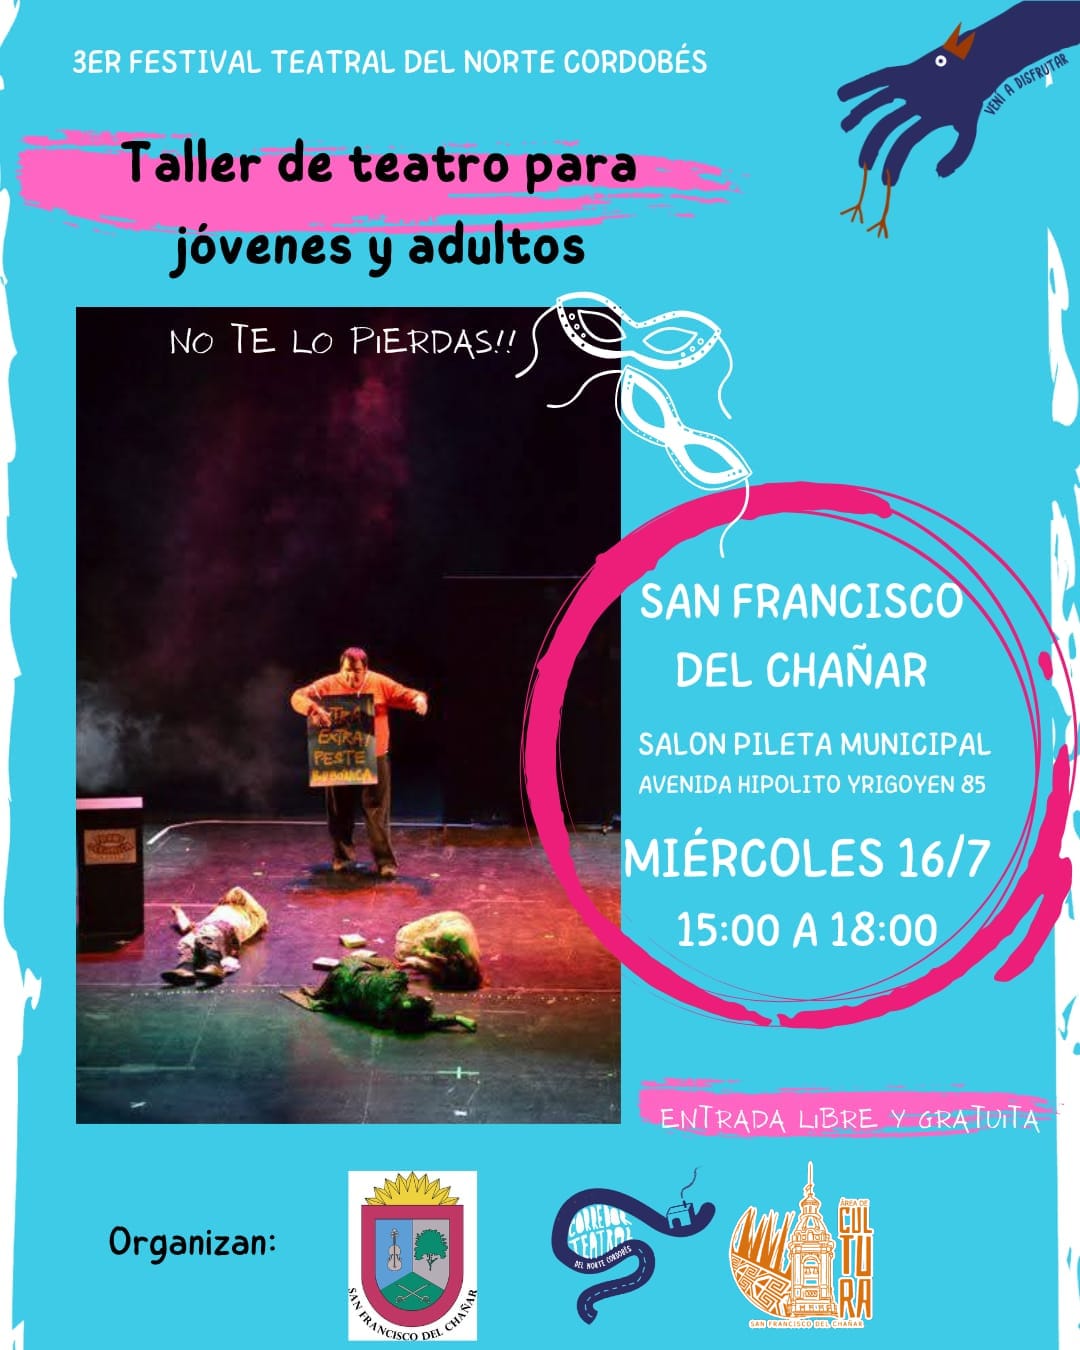 3ER FESTIVAL TEATRAL DEL NORTE CORDOBÉS
VENÍ A DISFRUTAR
Taller de teatro para
jóvenes y adultos
NO TE LO PIERDAS!!
EXTRA
PESTE
BUBONICA
SAN FRANCISCO
DEL CHAÑAR
SALON PILETA MUNICIPAL
AVENIDA HIPOLITO YRIGOYEN 85
MIÉRCOLES 16/7
15:00 A 18:00
ENTRADA LIBRE Y GRATUITA
Organizan:
SAN FRANCISCO DEL CHAÑAR
CORREDOR
TEATRAL
DEL NORTE CORDOBÉS
ÁREA DE
CUL
TU
RA
SAN FRANCISCO DEL CHAÑAR